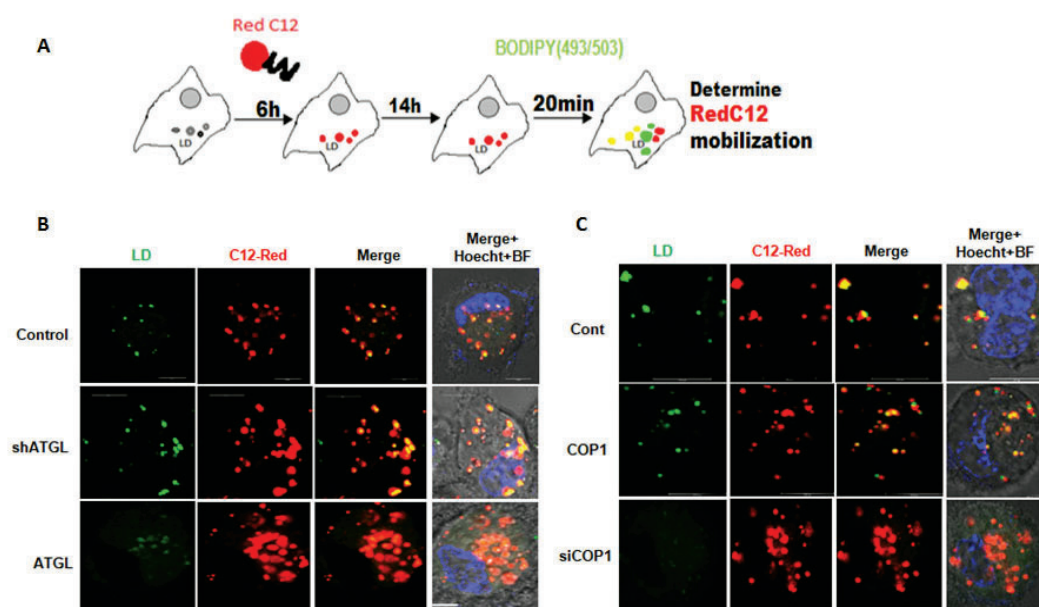 A
Red C12
BODIPY(493/503)
6h
14h
20min
LD
LD
LD
LD
Determine
RedC12
mobilization
B
LD
C12-Red
Merge
Merge+
Hoecht+BF
Control
shATGL
ATGL
C
LD
C12-Red
Merge
Merge+
Hoecht+BF
Cont
COP1
siCOP1